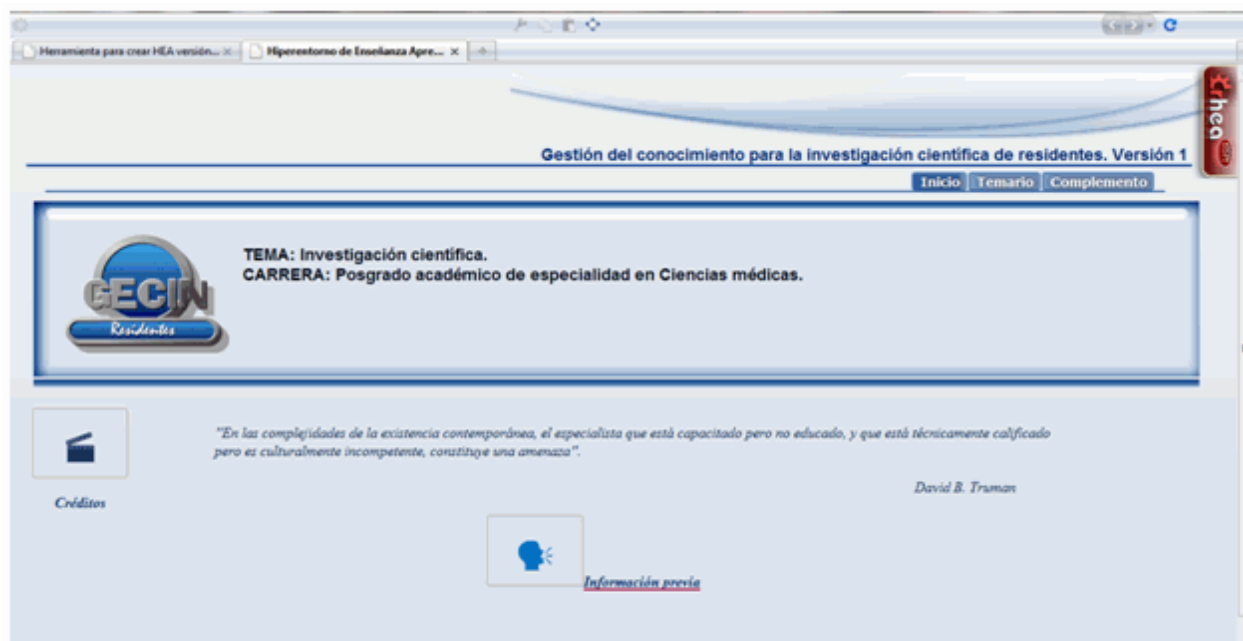 Herramienta para crear HEA versión...
Hiperentorno de Enseñanza Apre...
Crhea
Gestión del conocimiento para la investigación científica de residentes. Versión 1
Inicio Temario Complemento
TEMA: Investigación científica.
CARRERA: Posgrado académico de especialidad en Ciencias médicas.
GECIN
Residentes
"En las complejidades de la existencia contemporánea, el especialista que está capacitado pero no educado, y que está técnicamente calificado
pero es culturalmente incompetente, constituye una amenaza".
David B. Truman
Créditos
Información previa